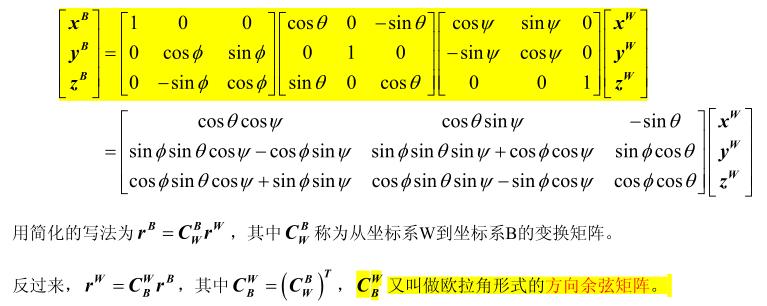 [x^B; y^B; z^B] = [1 0 0; 0 cosϕ sinϕ; 0 −sinϕ cosϕ] [cosθ 0 −sinθ; 0 1 0; sinθ 0 cosθ] [cosψ sinψ 0; −sinψ cosψ 0; 0 0 1] [x^W; y^W; z^W]
= [cosθcosψ cosθsinψ −sinθ; sinϕsinθcosψ−cosϕsinψ sinϕsinθsinψ+cosϕcosψ sinϕcosθ; cosϕsinθcosψ+sinϕsinψ cosϕsinθsinψ−sinϕcosψ cosϕcosθ] [x^W; y^W; z^W]
用简化的写法为 r^B = C_W^B r^W ，其中 C_W^B 称为从坐标系W到坐标系B的变换矩阵。
反过来， r^W = C_B^W r^B ，其中 C_B^W = (C_W^B)^T ， C_B^W 又叫做欧拉角形式的方向余弦矩阵。